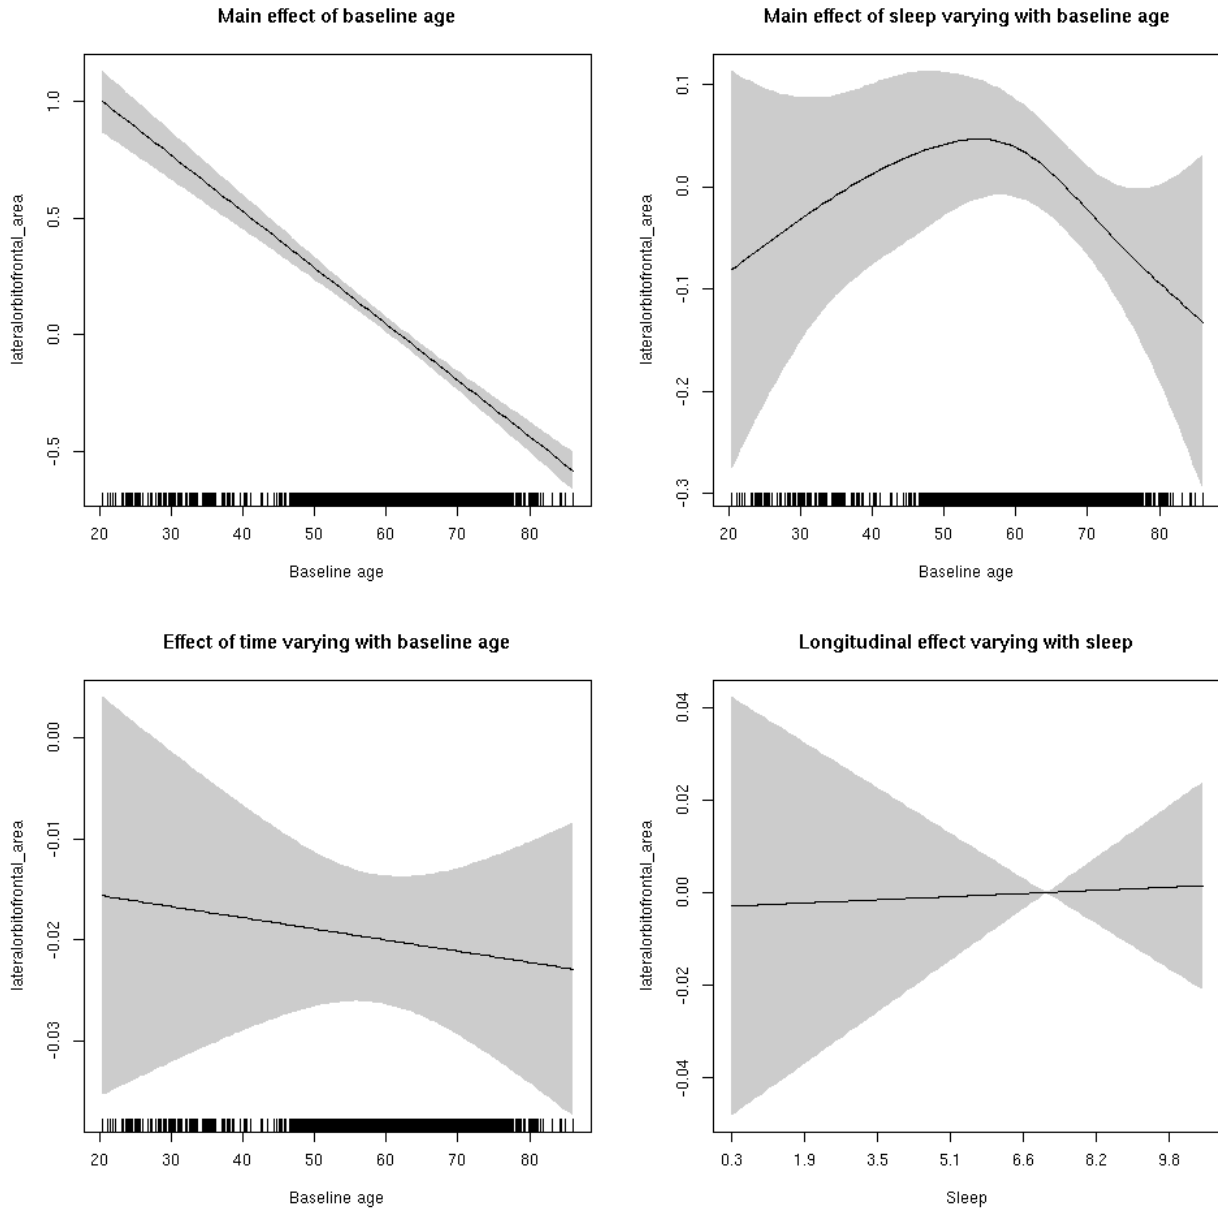 Main effect of baseline age
lateralorbitofrontal_area
1.0
0.5
0.0
-0.5
20 30 40 50 60 70 80
Baseline age
Main effect of sleep varying with baseline age
lateralorbitofrontal_area
0.1
0.0
-0.1
-0.2
-0.3
20 30 40 50 60 70 80
Baseline age
Effect of time varying with baseline age
lateralorbitofrontal_area
0.00
-0.01
-0.02
-0.03
20 30 40 50 60 70 80
Baseline age
Longitudinal effect varying with sleep
lateralorbitofrontal_area
0.04
0.02
0.00
-0.02
-0.04
0.3 1.9 3.5 5.1 6.6 8.2 9.8
Sleep